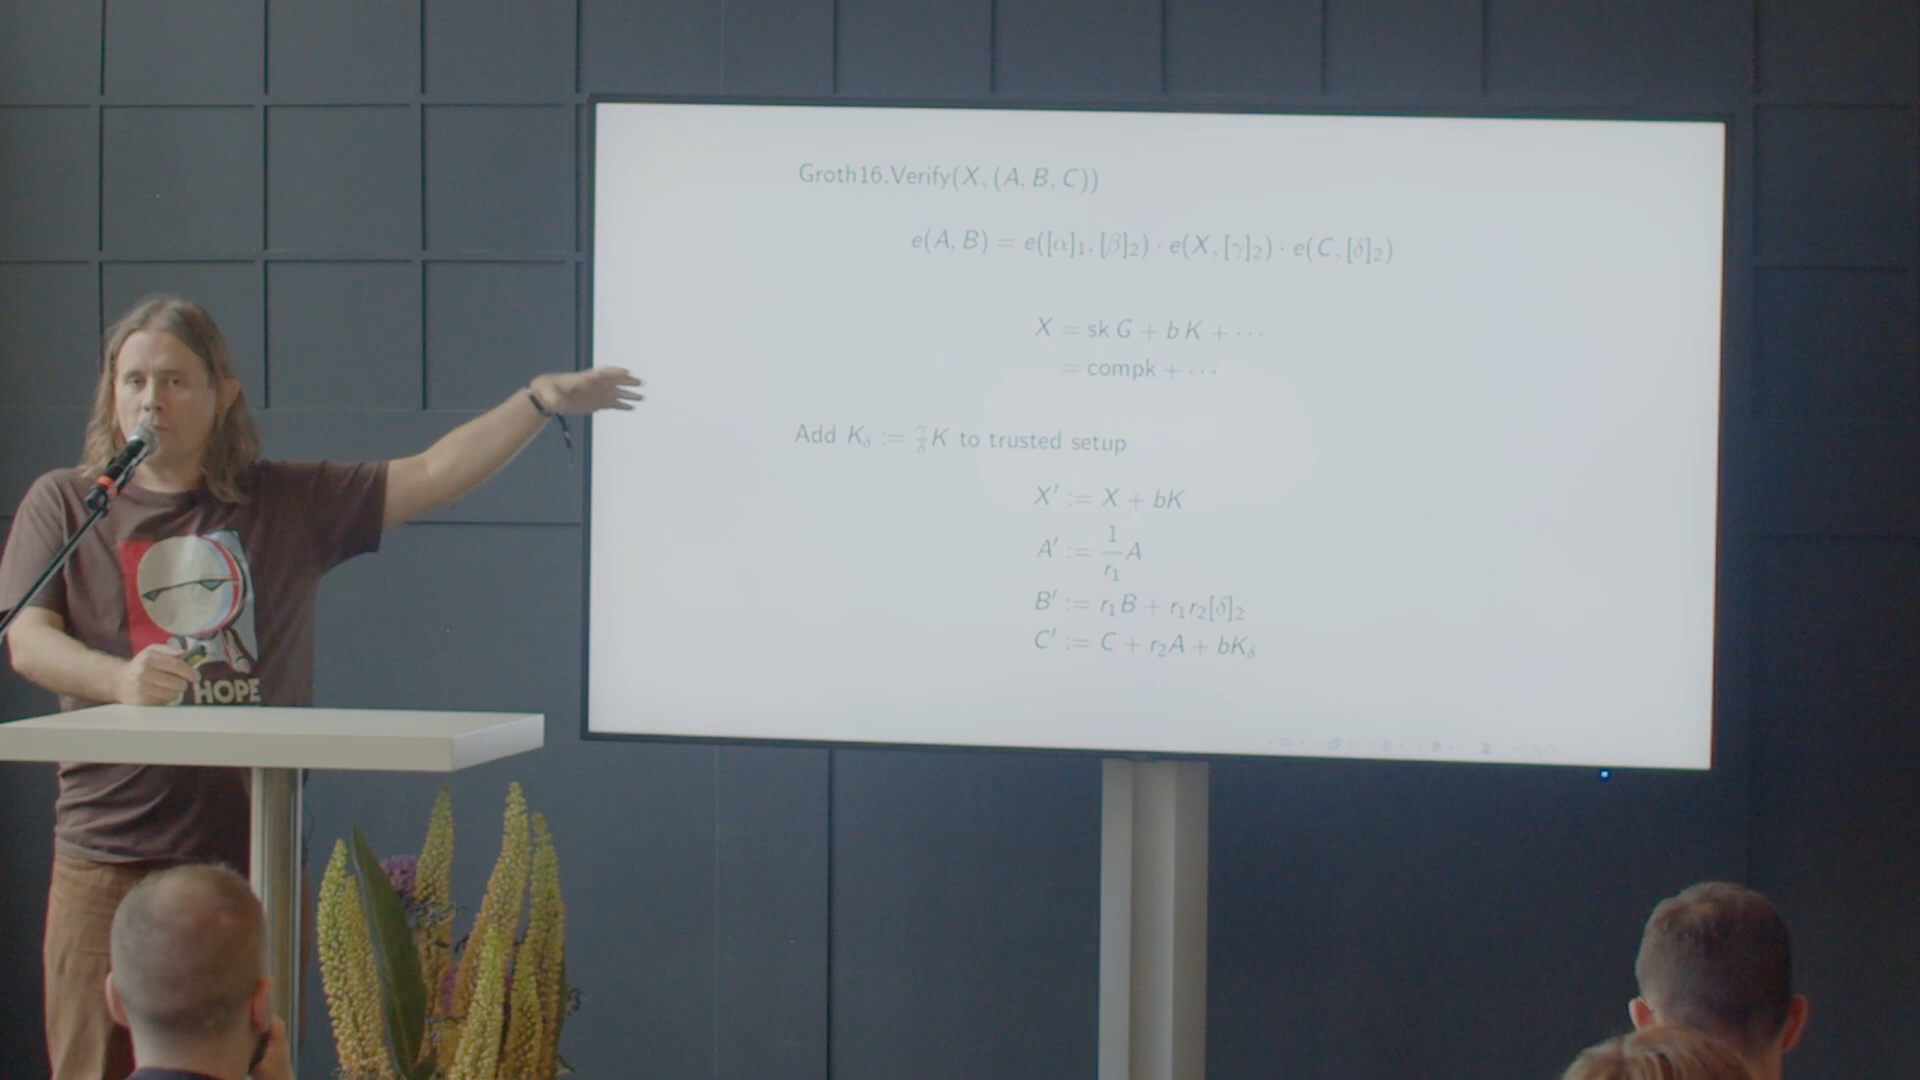 Groth16.Verify(X, (A, B, C))
e(A, B) = e([α]₁, [β]₂) · e(X, [γ]₂) · e(C, [δ]₂)
X = sk G + b K + ···
= compk + ···
Add K_δ := γ/δ K to trusted setup
X′ := X + bK
A′ := 1/r₁ A
B′ := r₁B + r₁r₂[δ]₂
C′ := C + r₂A + bK_δ
HOPE